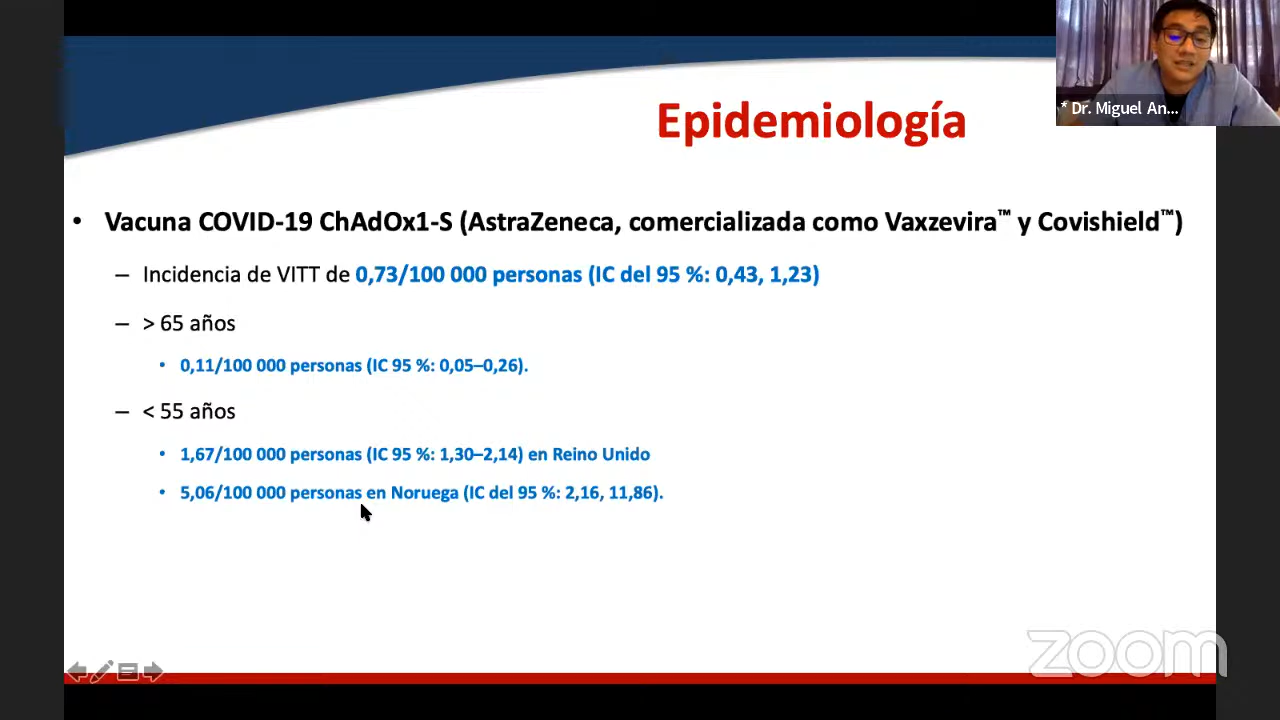 * Dr. Miguel An...
Epidemiología
• Vacuna COVID-19 ChAdOx1-S (AstraZeneca, comercializada como Vaxzevira™ y Covishield™)
– Incidencia de VITT de 0,73/100 000 personas (IC del 95 %: 0,43, 1,23)
– > 65 años
• 0,11/100 000 personas (IC 95 %: 0,05–0,26).
– < 55 años
• 1,67/100 000 personas (IC 95 %: 1,30–2,14) en Reino Unido
• 5,06/100 000 personas en Noruega (IC del 95 %: 2,16, 11,86).
zoom